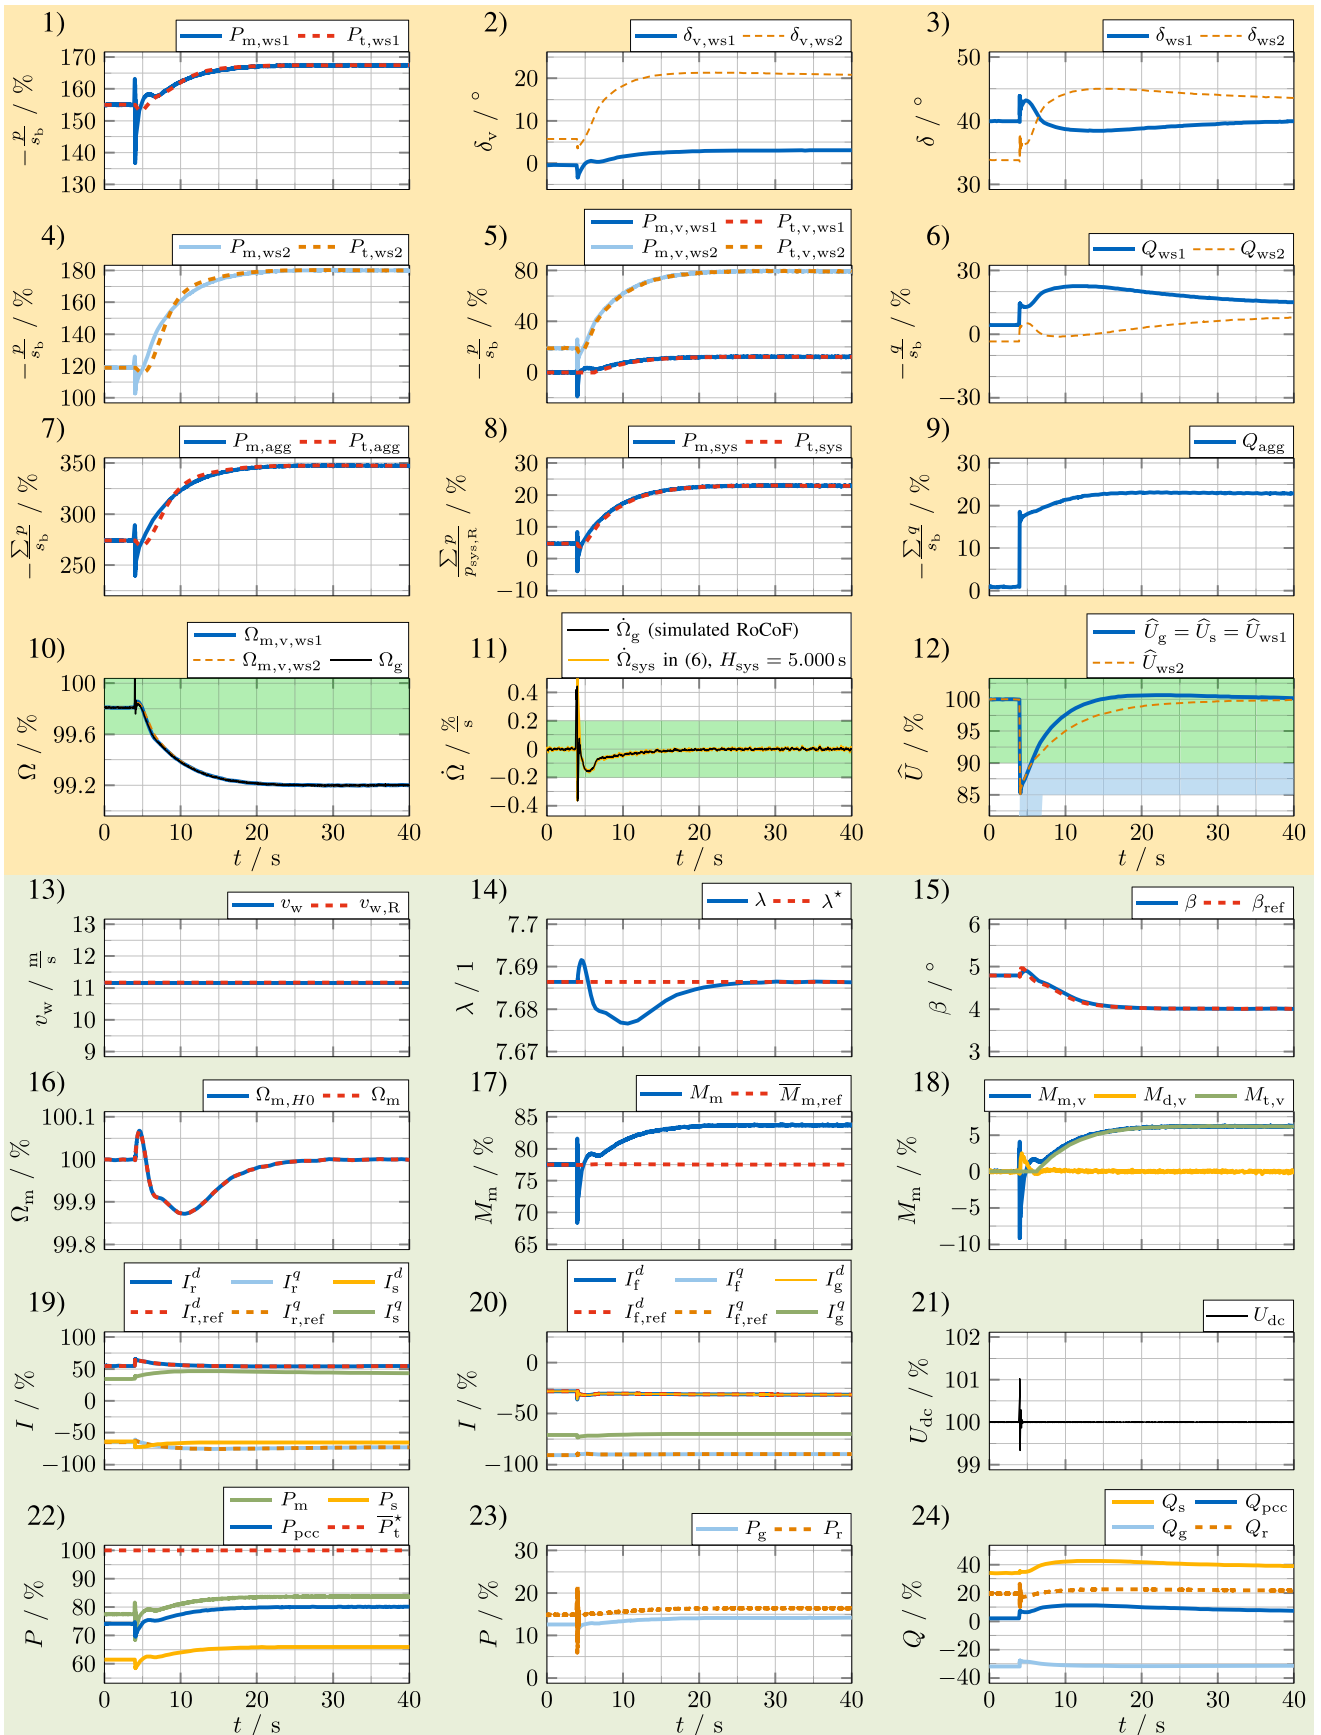 1)
P_m,ws1 P_t,ws1
170
160
150
140
130
−p/s_b / %
2)
δ_v,ws1 δ_v,ws2
20
10
0
δ_v / °
3)
δ_ws1 δ_ws2
50
40
30
δ / °
4)
P_m,ws2 P_t,ws2
180
160
140
120
100
−p/s_b / %
5)
P_m,v,ws1 P_t,v,ws1
P_m,v,ws2 P_t,v,ws2
80
40
0
−p/s_b / %
6)
Q_ws1 Q_ws2
30
0
−30
−q/s_b / %
7)
P_m,agg P_t,agg
350
300
250
−∑p/s_b / %
8)
P_m,sys P_t,sys
30
20
10
0
−10
∑p/p_sys,R / %
9)
Q_agg
30
20
10
0
−∑q/s_b / %
10)
Ω_m,v,ws1
Ω_m,v,ws2 Ω_g
100
99.6
99.2
Ω / %
0 10 20 30 40
t / s
11)
Ω̇_g (simulated RoCoF)
Ω̇_sys in (6), H_sys = 5.000 s
0.4
0.2
0
−0.2
−0.4
Ω̇ / %/s
0 10 20 30 40
t / s
12)
Û_g = Û_s = Û_ws1
Û_ws2
100
95
90
85
Û / %
0 10 20 30 40
t / s
13)
v_w v_w,R
13
12
11
10
9
v_w / m/s
14)
λ λ⋆
7.7
7.69
7.68
7.67
λ / 1
15)
β β_ref
6
5
4
3
β / °
16)
Ω_m,H0 Ω_m
100.1
100
99.9
99.8
Ω_m / %
17)
M_m M̅_m,ref
85
80
75
70
65
M_m / %
18)
M_m,v M_d,v M_t,v
5
0
−5
−10
M_m / %
19)
I_r^d I_r^q I_s^d
I_r,ref^d I_r,ref^q I_s^q
100
50
0
−50
−100
I / %
20)
I_f^d I_f^q I_g^d
I_f,ref^d I_f,ref^q I_g^q
0
−50
−100
I / %
21)
U_dc
102
101
100
99
U_dc / %
22)
P_m P_s
P_pcc P̅_t^⋆
100
90
80
70
60
P / %
0 10 20 30 40
t / s
23)
P_g P_r
30
20
10
0
P / %
0 10 20 30 40
t / s
24)
Q_s Q_pcc
Q_g Q_r
40
20
0
−20
−40
Q / %
0 10 20 30 40
t / s